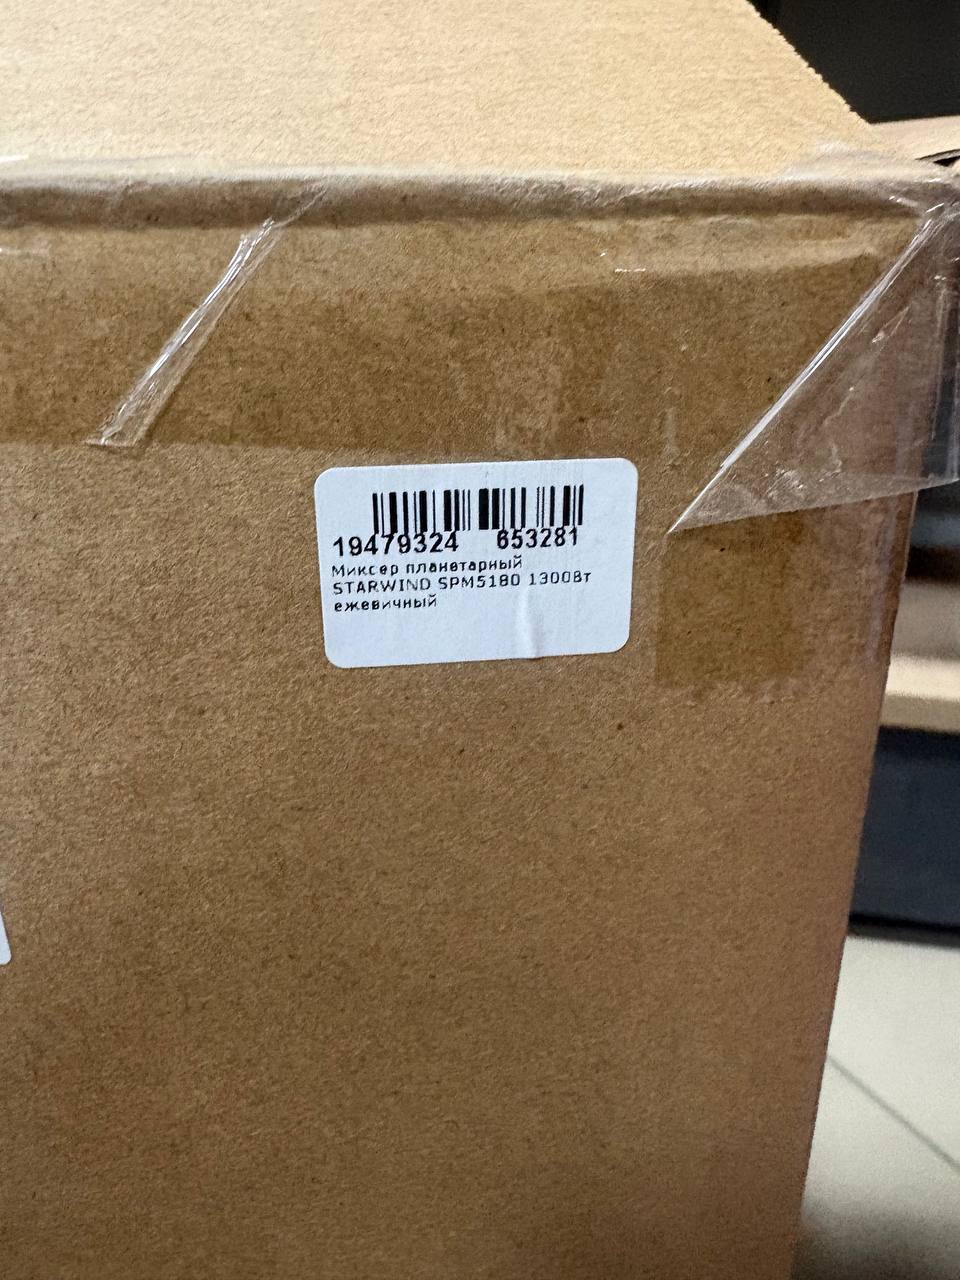 19479324 653281
Миксер планетарный
STARWIND SPM5180 1300Вт
ежевичный